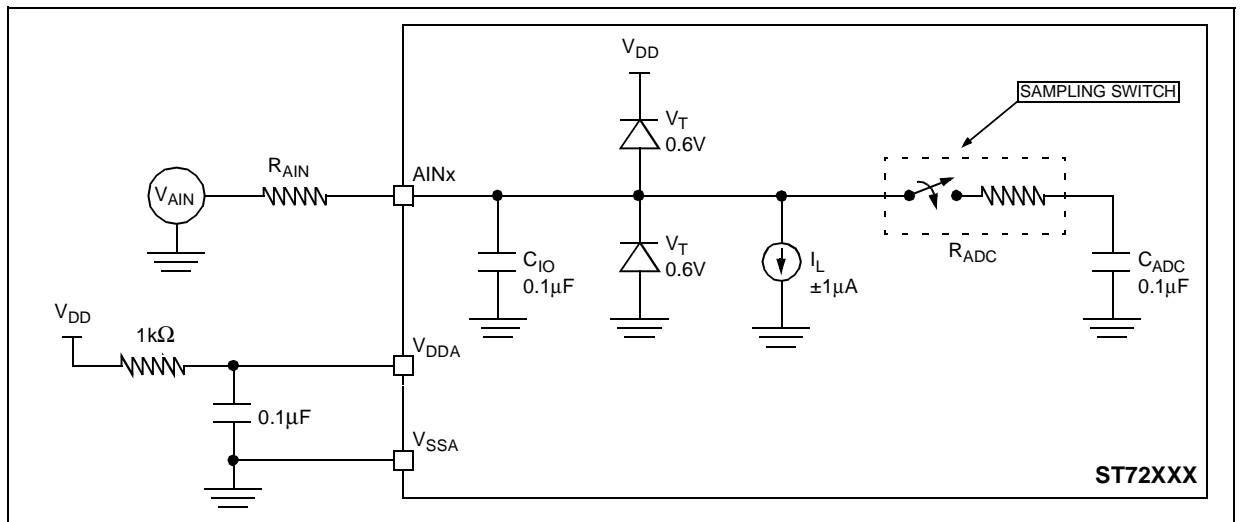 V_DD
SAMPLING SWITCH
V_T
0.6V
R_AIN
AINx
V_AIN
V_T
0.6V
C_IO
0.1μF
I_L
±1μA
R_ADC
C_ADC
0.1μF
V_DD
1kΩ
V_DDA
0.1μF
V_SSA
ST72XXX